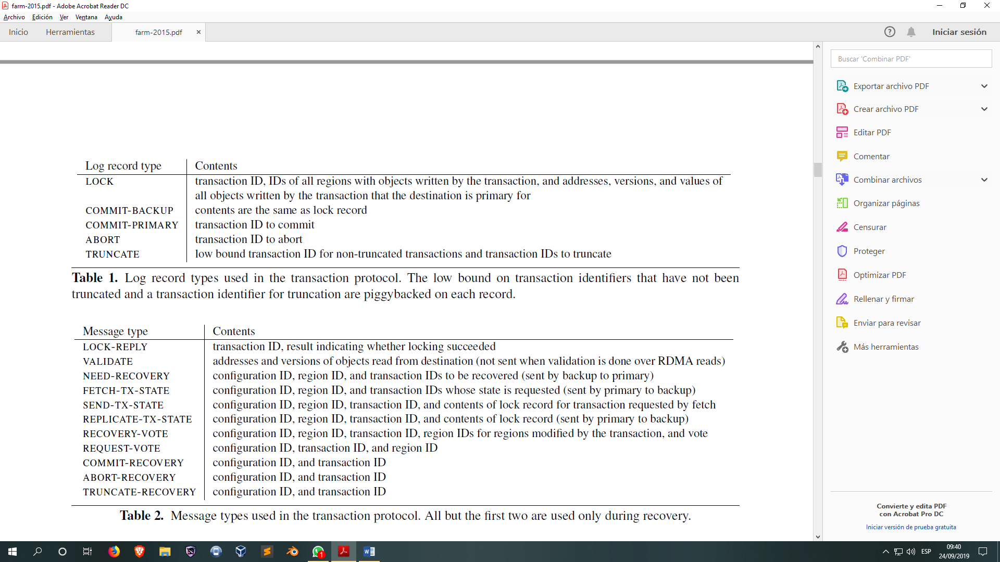 farm-2015.pdf - Adobe Acrobat Reader DC
Archivo Edición Ver Ventana Ayuda
Inicio Herramientas farm-2015.pdf Iniciar sesión
Log record type Contents
LOCK transaction ID, IDs of all regions with objects written by the transaction, and addresses, versions, and values of
all objects written by the transaction that the destination is primary for
COMMIT-BACKUP contents are the same as lock record
COMMIT-PRIMARY transaction ID to commit
ABORT transaction ID to abort
TRUNCATE low bound transaction ID for non-truncated transactions and transaction IDs to truncate
Table 1. Log record types used in the transaction protocol. The low bound on transaction identifiers that have not been
truncated and a transaction identifier for truncation are piggybacked on each record.
Message type Contents
LOCK-REPLY transaction ID, result indicating whether locking succeeded
VALIDATE addresses and versions of objects read from destination (not sent when validation is done over RDMA reads)
NEED-RECOVERY configuration ID, region ID, and transaction IDs to be recovered (sent by backup to primary)
FETCH-TX-STATE configuration ID, region ID, and transaction IDs whose state is requested (sent by primary to backup)
SEND-TX-STATE configuration ID, region ID, transaction ID, and contents of lock record for transaction requested by fetch
REPLICATE-TX-STATE configuration ID, region ID, transaction ID, and contents of lock record (sent by primary to backup)
RECOVERY-VOTE configuration ID, region ID, transaction ID, region IDs for regions modified by the transaction, and vote
REQUEST-VOTE configuration ID, transaction ID, and region ID
COMMIT-RECOVERY configuration ID, and transaction ID
ABORT-RECOVERY configuration ID, and transaction ID
TRUNCATE-RECOVERY configuration ID, and transaction ID
Table 2. Message types used in the transaction protocol. All but the first two are used only during recovery.
Buscar 'Combinar PDF'
Exportar archivo PDF
Crear archivo PDF
Editar PDF
Comentar
Combinar archivos
Organizar páginas
Censurar
Proteger
Optimizar PDF
Rellenar y firmar
Enviar para revisar
Más herramientas
Convierte y edita PDF
con Acrobat Pro DC
Iniciar versión de prueba gratuita
1
ESP
09:40
24/09/2019